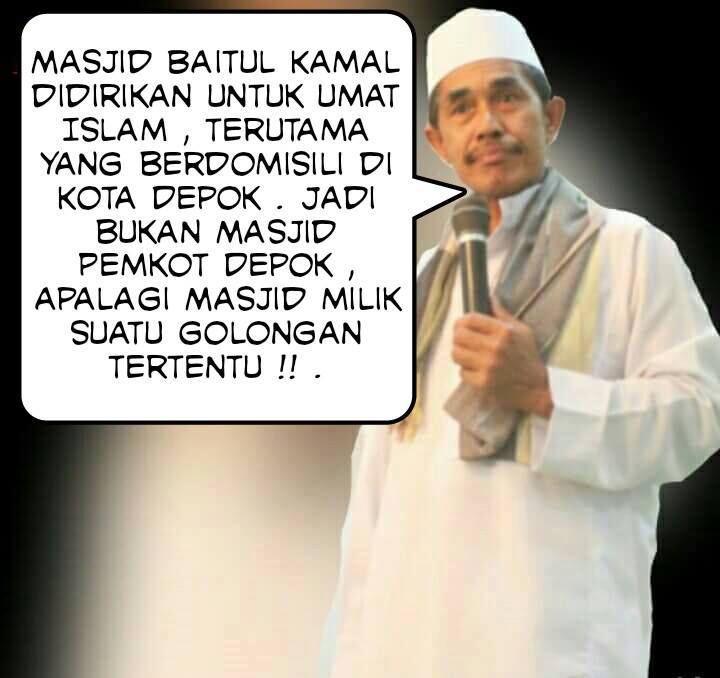 MASJID BAITUL KAMAL
DIDIRIKAN UNTUK UMAT
ISLAM , TERUTAMA
YANG BERDOMISILI DI
KOTA DEPOK . JADI
BUKAN MASJID
PEMKOT DEPOK ,
APALAGI MASJID MILIK
SUATU GOLONGAN
TERTENTU !! .